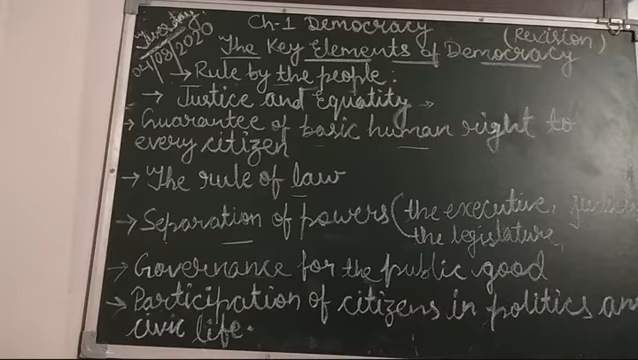 Tuesday
04/08/2020
Ch-1 Democracy
(Revision)
The Key Elements of Democracy
→ Rule by the people:
→ Justice and Equality →
→ Guarantee of basic human right to
every citizen
→ The rule of law
→ Separation of powers (the executive,
the legislature,
→ Governance for the public good
→ Participation of citizens in politics an
civic life.